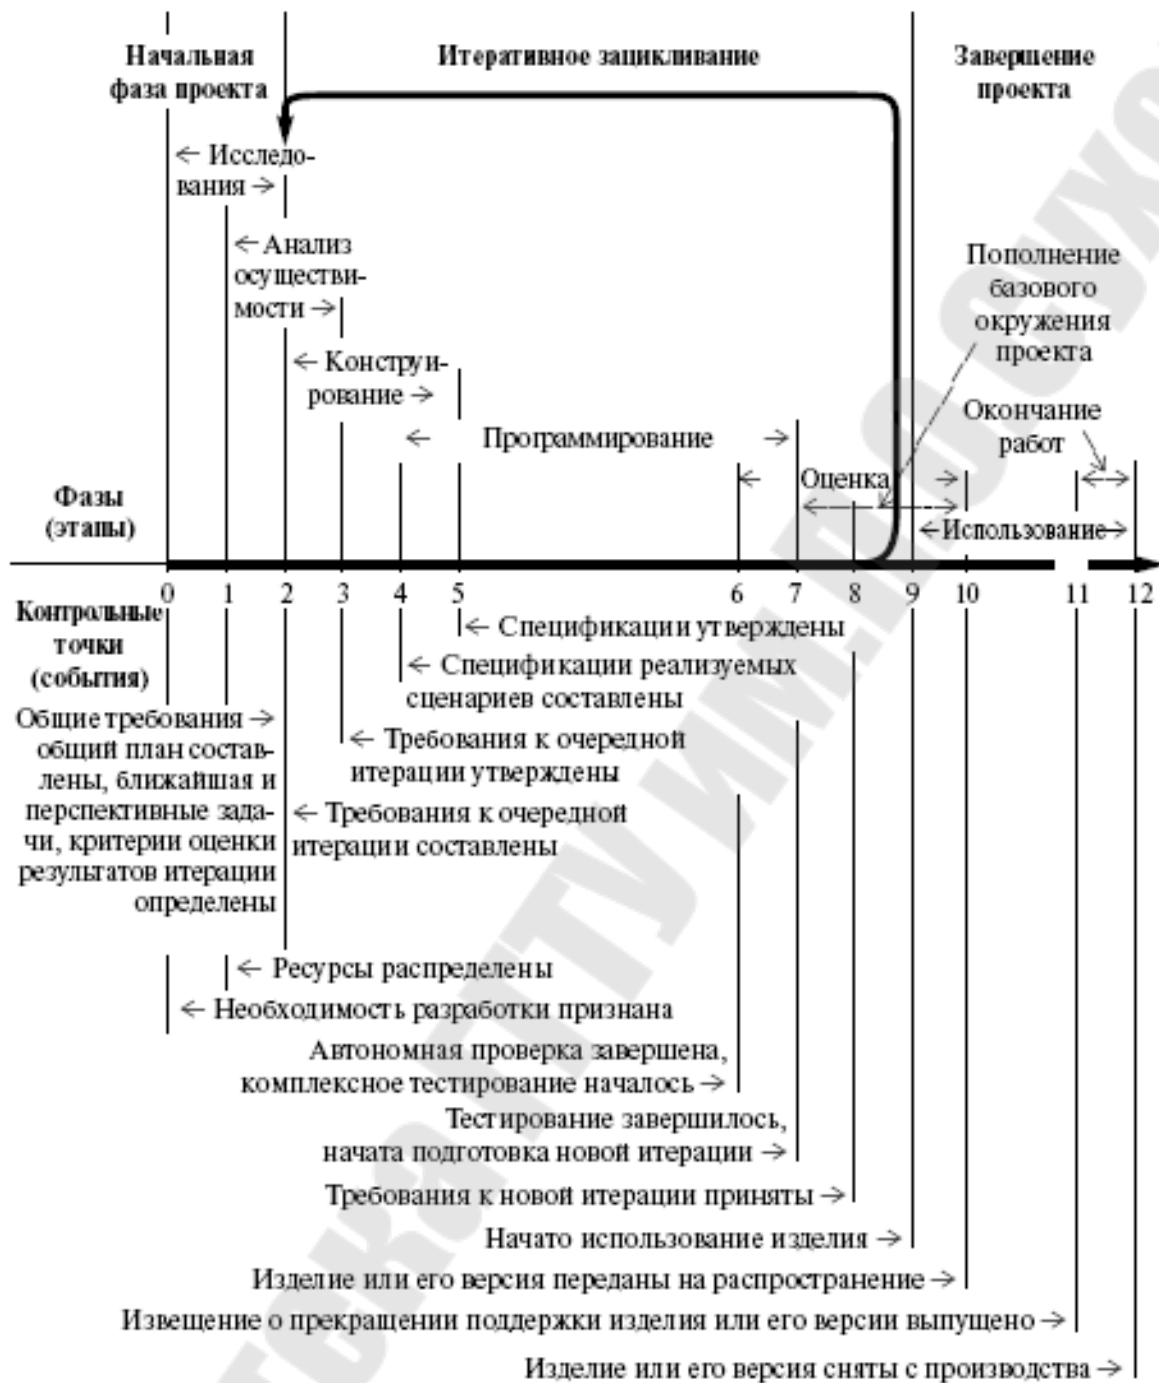 Начальная
фаза проекта
Итеративное зацикливание
Завершение
проекта
← Исследо-
вания →
← Анализ
осуществи-
мости →
← Конструи-
рование →
← Программирование →
← Оценка →
Пополнение
базового
окружения
проекта
Окончание
работ
← Использование →
Фазы
(этапы)
0 1 2 3 4 5 6 7 8 9 10 11 12
Контрольные
точки
(события)
← Спецификации утверждены
← Спецификации реализуемых
сценариев составлены
Общие требования →
общий план состав-
лены, ближайшая и
перспективные зада-
чи, критерии оценки
результатов итерации
определены
← Требования к очередной
итерации утверждены
← Требования к очередной
итерации составлены
← Ресурсы распределены
← Необходимость разработки признана
Автономная проверка завершена,
комплексное тестирование началось →
Тестирование завершилось,
начата подготовка новой итерации →
Требования к новой итерации приняты →
Начато использование изделия →
Изделие или его версия переданы на распространение →
Извещение о прекращении поддержки изделия или его версии выпущено →
Изделие или его версия сняты с производства →